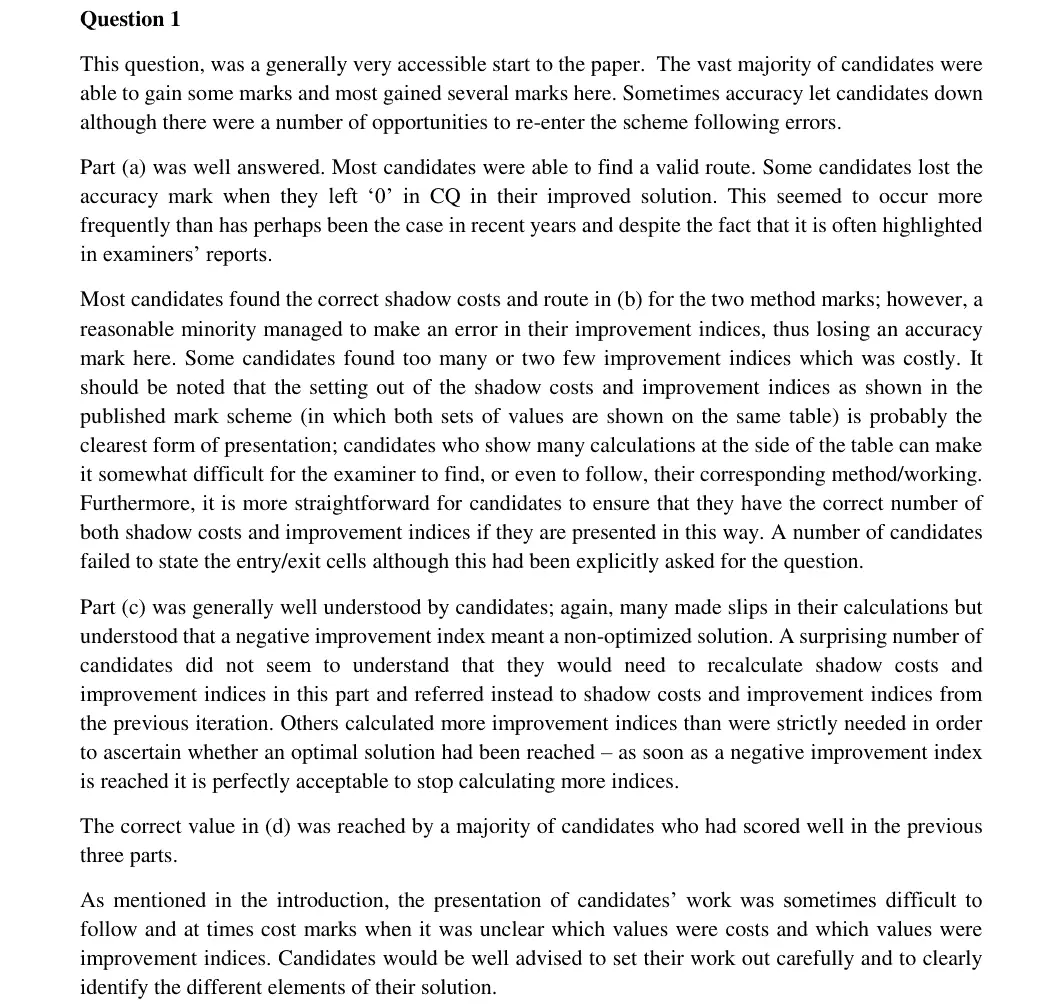 Question 1
This question, was a generally very accessible start to the paper.  The vast majority of candidates were
able to gain some marks and most gained several marks here. Sometimes accuracy let candidates down
although there were a number of opportunities to re-enter the scheme following errors.
Part (a) was well answered. Most candidates were able to find a valid route. Some candidates lost the
accuracy mark when they left ‘0’ in CQ in their improved solution. This seemed to occur more
frequently than has perhaps been the case in recent years and despite the fact that it is often highlighted
in examiners’ reports.
Most candidates found the correct shadow costs and route in (b) for the two method marks; however, a
reasonable minority managed to make an error in their improvement indices, thus losing an accuracy
mark here. Some candidates found too many or two few improvement indices which was costly. It
should be noted that the setting out of the shadow costs and improvement indices as shown in the
published mark scheme (in which both sets of values are shown on the same table) is probably the
clearest form of presentation; candidates who show many calculations at the side of the table can make
it somewhat difficult for the examiner to find, or even to follow, their corresponding method/working.
Furthermore, it is more straightforward for candidates to ensure that they have the correct number of
both shadow costs and improvement indices if they are presented in this way. A number of candidates
failed to state the entry/exit cells although this had been explicitly asked for the question.
Part (c) was generally well understood by candidates; again, many made slips in their calculations but
understood that a negative improvement index meant a non-optimized solution. A surprising number of
candidates did not seem to understand that they would need to recalculate shadow costs and
improvement indices in this part and referred instead to shadow costs and improvement indices from
the previous iteration. Others calculated more improvement indices than were strictly needed in order
to ascertain whether an optimal solution had been reached – as soon as a negative improvement index
is reached it is perfectly acceptable to stop calculating more indices.
The correct value in (d) was reached by a majority of candidates who had scored well in the previous
three parts.
As mentioned in the introduction, the presentation of candidates’ work was sometimes difficult to
follow and at times cost marks when it was unclear which values were costs and which values were
improvement indices. Candidates would be well advised to set their work out carefully and to clearly
identify the different elements of their solution.